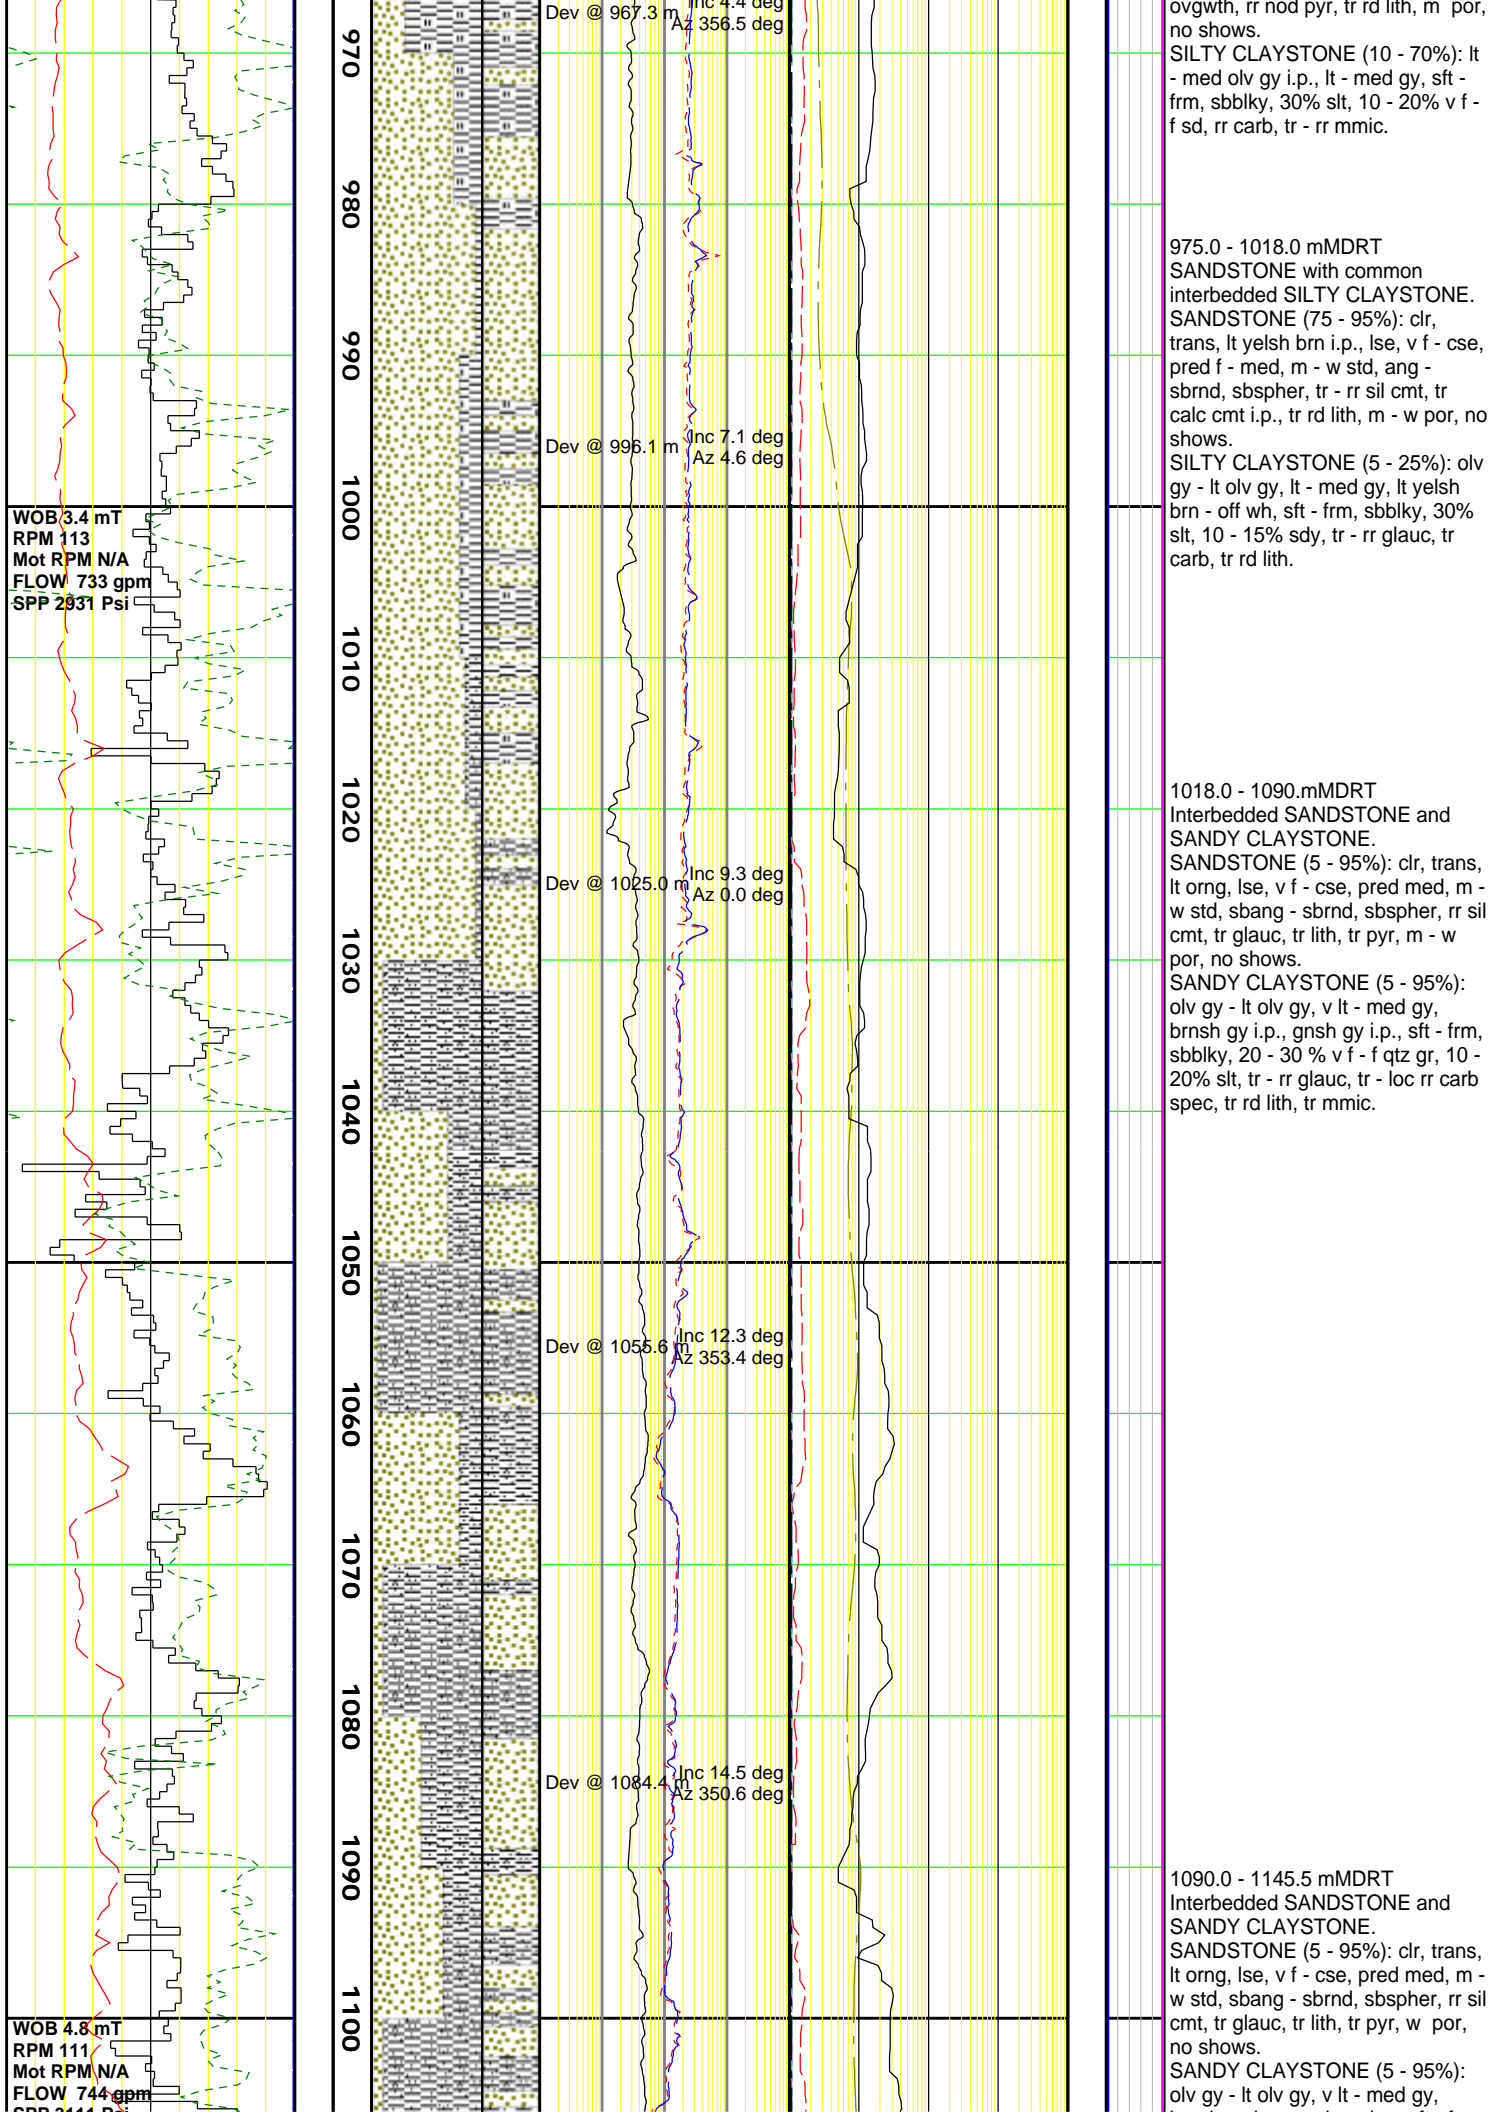 Dev @ 967.3 m
Inc 4.4 deg
Az 356.5 deg
ovgwth, rr nod pyr, tr rd lith, m por,
no shows.
SILTY CLAYSTONE (10 - 70%): lt
- med olv gy i.p., lt - med gy, sft -
frm, sbblky, 30% slt, 10 - 20% v f -
f sd, rr carb, tr - rr mmic.
970
980
975.0 - 1018.0 mMDRT
SANDSTONE with common
interbedded SILTY CLAYSTONE.
SANDSTONE (75 - 95%): clr,
trans, lt yelsh brn i.p., lse, v f - cse,
pred f - med, m - w std, ang -
sbrnd, sbspher, tr - rr sil cmt, tr
calc cmt i.p., tr rd lith, m - w por, no
shows.
SILTY CLAYSTONE (5 - 25%): olv
gy - lt olv gy, lt - med gy, lt yelsh
brn - off wh, sft - frm, sbblky, 30%
slt, 10 - 15% sdy, tr - rr glauc, tr
carb, tr rd lith.
990
Dev @ 996.1 m
Inc 7.1 deg
Az 4.6 deg
1000
WOB 3.4 mT
RPM 113
Mot RPM N/A
FLOW 733 gpm
SPP 2931 Psi
1010
1020
1018.0 - 1090.mMDRT
Interbedded SANDSTONE and
SANDY CLAYSTONE.
SANDSTONE (5 - 95%): clr, trans,
lt orng, lse, v f - cse, pred med, m -
w std, sbang - sbrnd, sbspher, rr sil
cmt, tr glauc, tr lith, tr pyr, m - w
por, no shows.
SANDY CLAYSTONE (5 - 95%):
olv gy - lt olv gy, v lt - med gy,
brnsh gy i.p., gnsh gy i.p., sft - frm,
sbblky, 20 - 30 % v f - f qtz gr, 10 -
20% slt, tr - rr glauc, tr - loc rr carb
spec, tr rd lith, tr mmic.
Dev @ 1025.0 m
Inc 9.3 deg
Az 0.0 deg
1030
1040
1050
Dev @ 1055.6 m
Inc 12.3 deg
Az 353.4 deg
1060
1070
1080
Dev @ 1084.4 m
Inc 14.5 deg
Az 350.6 deg
1090
1090.0 - 1145.5 mMDRT
Interbedded SANDSTONE and
SANDY CLAYSTONE.
SANDSTONE (5 - 95%): clr, trans,
lt orng, lse, v f - cse, pred med, m -
w std, sbang - sbrnd, sbspher, rr sil
cmt, tr glauc, tr lith, tr pyr, w por,
no shows.
SANDY CLAYSTONE (5 - 95%):
olv gy - lt olv gy, v lt - med gy,
1100
WOB 4.8 mT
RPM 111
Mot RPM N/A
FLOW 744 gpm
SPP 3111 Psi